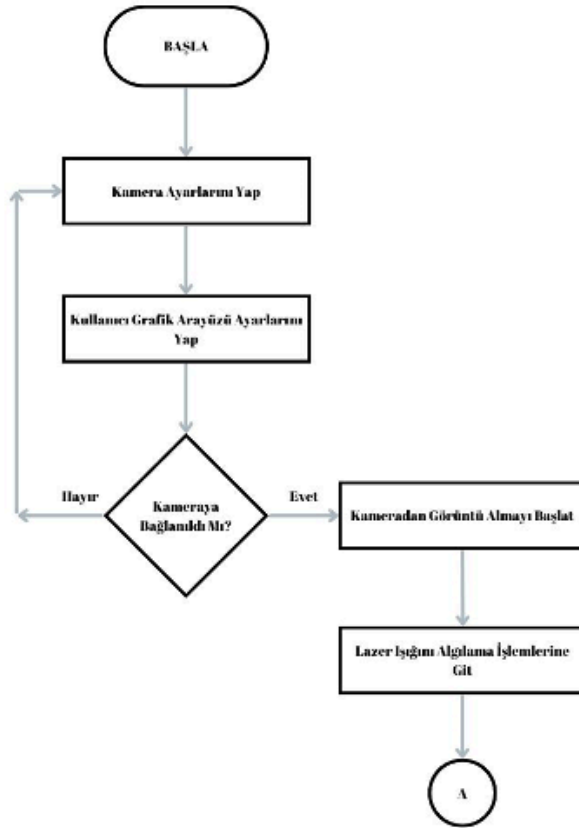 BAŞLA
Kamera Ayarlarını Yap
Kullanıcı Grafik Arayüzü Ayarlarını
Yap
Hayır
Kameraya
Bağlanıldı Mı?
Evet
Kameradan Görüntü Almayı Başlat
Lazer Işığını Algılama İşlemlerine
Git
A